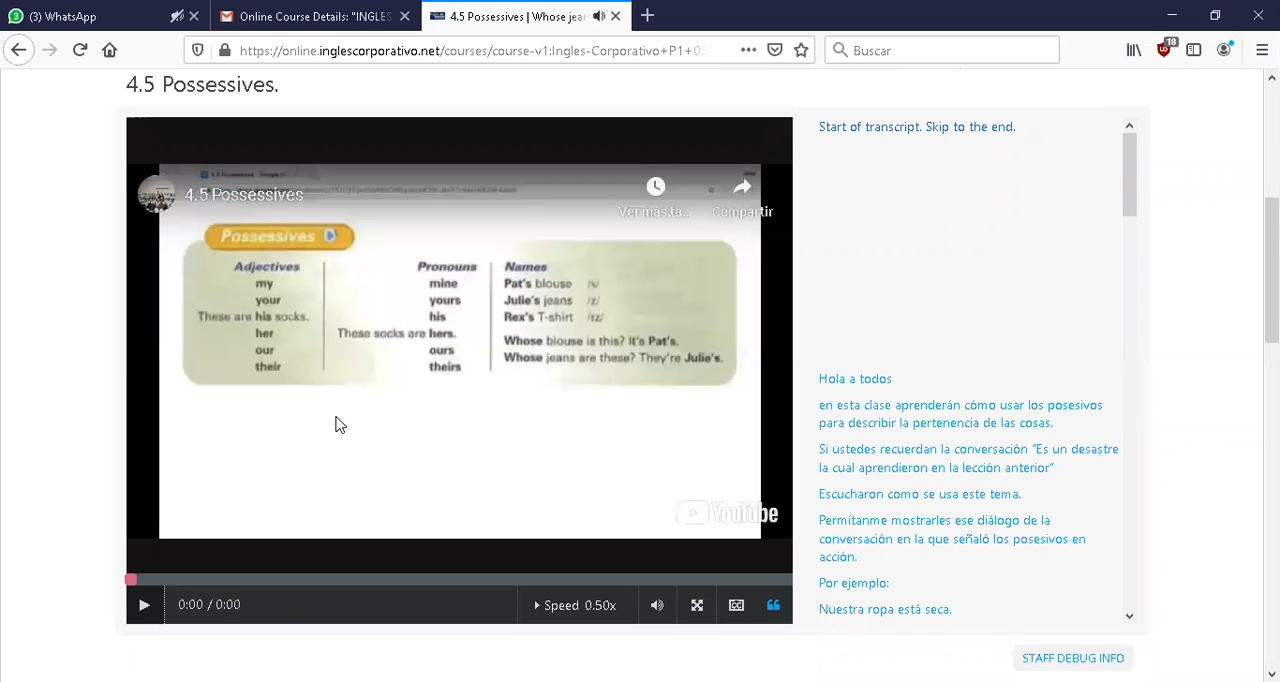 (3) WhatsApp
Online Course Details: "INGLES
4.5 Possessives | Whose jean
https://online.inglescorporativo.net/courses/course-v1:Ingles-Corporativo+P1+0
Buscar
18
4.5 Possessives.
4.5 Possessives
Ver más ta...
Compartir
Possessives
Adjectives
my
your
These are his socks.
her
our
their
Pronouns
mine
yours
his
These socks are hers.
ours
theirs
Names
Pat's blouse /s/
Julie's jeans /z/
Rex's T-shirt /ɪz/
Whose blouse is this? It's Pat's.
Whose jeans are these? They're Julie's.
YouTube
0:00 / 0:00
Speed 0.50x
Start of transcript. Skip to the end.
Hola a todos
en esta clase aprenderán cómo usar los posesivos
para describir la pertenencia de las cosas.
Si ustedes recuerdan la conversación "Es un desastre
la cual aprendieron en la lección anterior"
Escucharon como se usa este tema.
Permítanme mostrarles ese diálogo de la
conversación en la que señaló los posesivos en
acción.
Por ejemplo:
Nuestra ropa está seca.
STAFF DEBUG INFO